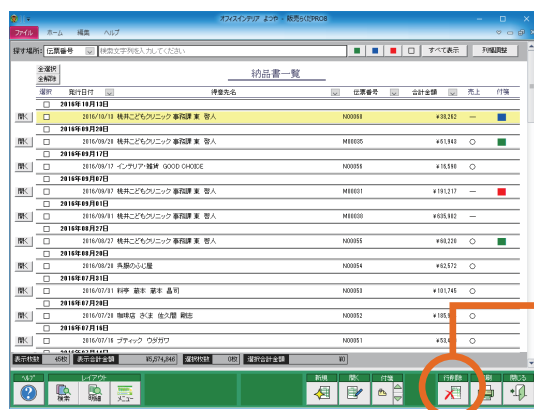 オフィスインテリア よつや - 販売らくだPRO8
ファイル ホーム 編集 ヘルプ
探す場所: 伝票番号 検索文字列を入力してください すべて表示 列幅調整
全選択
全解除
納品書一覧
選択 発行日付 得意先名 伝票番号 合計金額 売上 付箋
2016年10月13日
開く 2016/10/13 桃井こどもクリニック 事務課 東 啓人 N00060 ¥38,262 ―
2016年09月20日
開く 2016/09/20 桃井こどもクリニック 事務課 東 啓人 M00035 ¥61,943 ○
2016年09月17日
開く 2016/09/17 インテリア・雑貨 GOOD CHOICE N00056 ¥16,590 ○
2016年09月07日
開く 2016/09/07 桃井こどもクリニック 事務課 東 啓人 M00031 ¥191,217 ―
2016年09月01日
開く 2016/09/01 桃井こどもクリニック 事務課 東 啓人 M00030 ¥635,902 ―
2016年08月27日
開く 2016/08/27 桃井こどもクリニック 事務課 東 啓人 N00055 ¥60,220 ○
2016年08月20日
開く 2016/08/20 呉服のふじ屋 N00054 ¥62,572 ○
2016年07月31日
開く 2016/07/31 料亭 蔵本 蔵本 昌司 N00053 ¥101,745 ○
2016年07月20日
開く 2016/07/20 珈琲店 さくま 佐久間 剛志 N00052 ○
2016年07月16日
開く 2016/07/16 ブティック ウダガワ N00051 ○
表示枚数 45枚 表示合計金額 ¥5,574,846 選択枚数 0枚 選択合計金額 ¥0
ヘルプ レイアウト 新規 開く 付箋 行削除 閉じる
検索 明細 メニュー